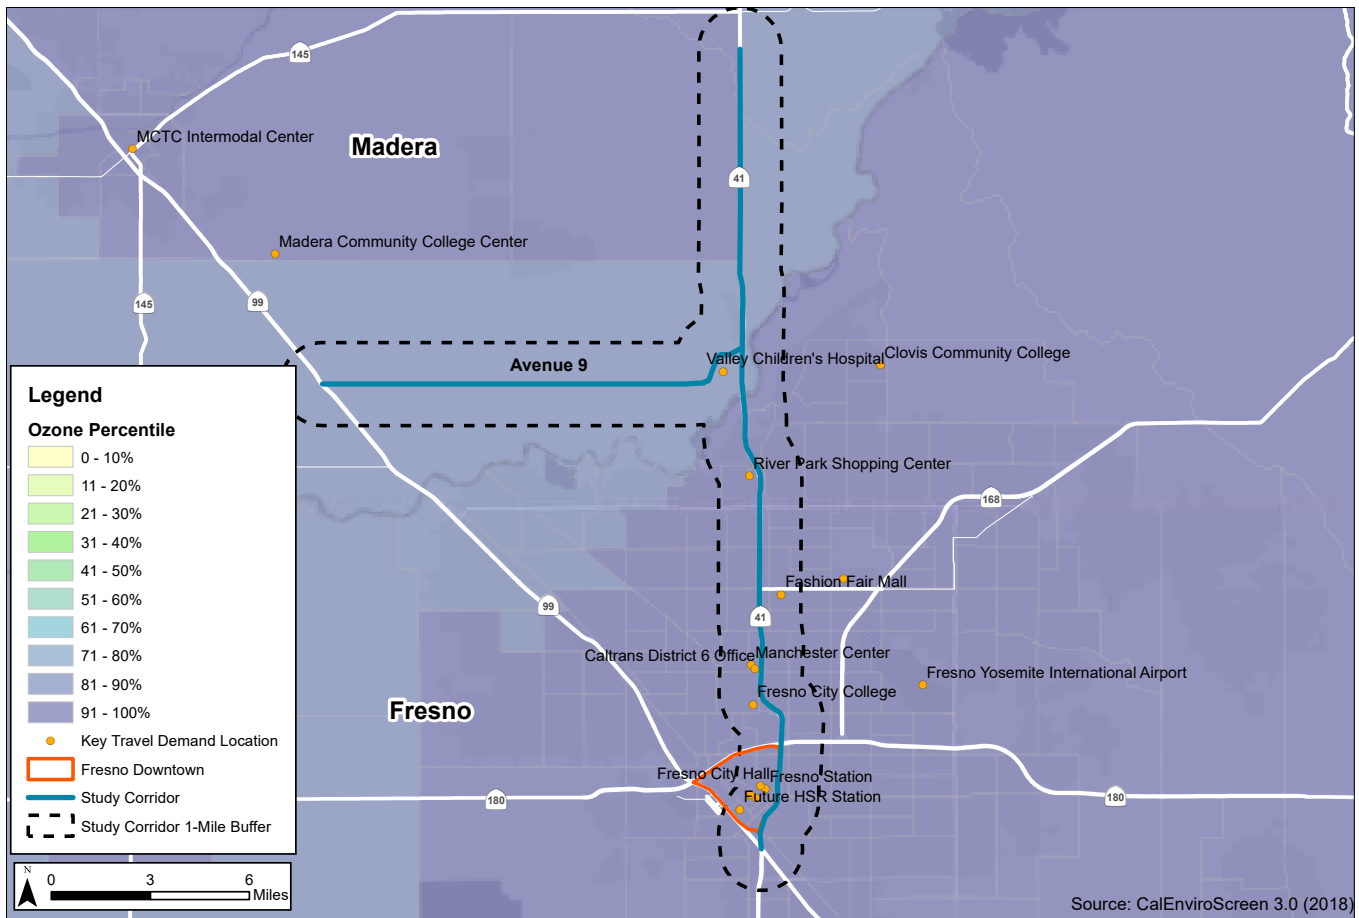 145
MCTC Intermodal Center
Madera
41
Madera Community College Center
145
99
Avenue 9
Valley Children's Hospital
Clovis Community College
River Park Shopping Center
168
Fashion Fair Mall
99
41
Caltrans District 6 Office
Manchester Center
Fresno Yosemite International Airport
Fresno City College
Fresno
Fresno City Hall
Fresno Station
Future HSR Station
180
180
Legend
Ozone Percentile
0 - 10%
11 - 20%
21 - 30%
31 - 40%
41 - 50%
51 - 60%
61 - 70%
71 - 80%
81 - 90%
91 - 100%
Key Travel Demand Location
Fresno Downtown
Study Corridor
Study Corridor 1-Mile Buffer
N
0 3 6
Miles
Source: CalEnviroScreen 3.0 (2018)